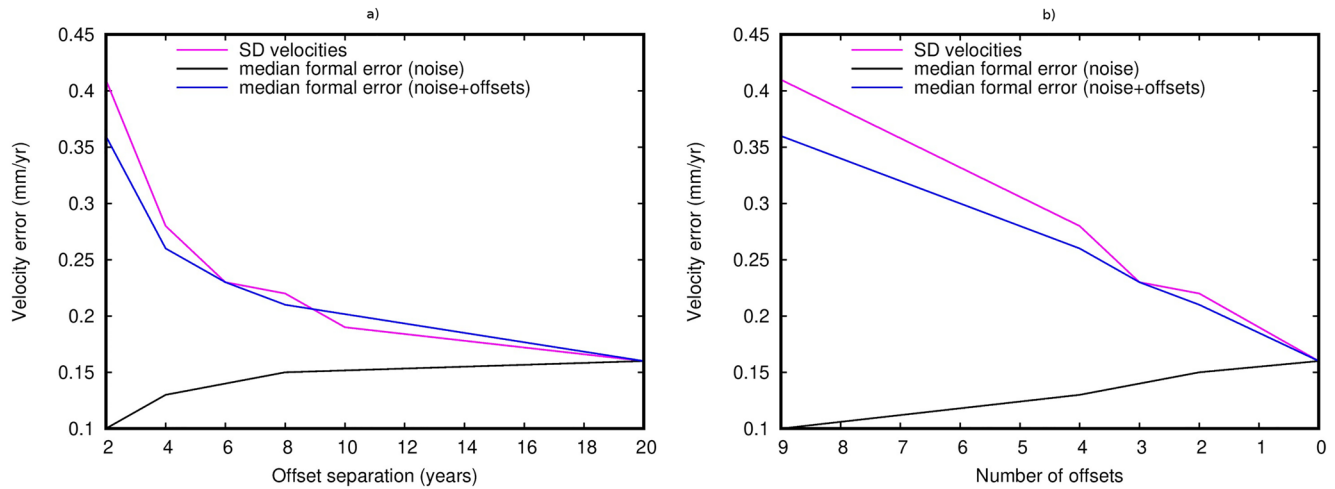 a)
0.45
0.4
0.35
0.3
0.25
0.2
0.15
0.1
Velocity error (mm/yr)
SD velocities
median formal error (noise)
median formal error (noise+offsets)
2 4 6 8 10 12 14 16 18 20
Offset separation (years)
b)
0.45
0.4
0.35
0.3
0.25
0.2
0.15
0.1
Velocity error (mm/yr)
SD velocities
median formal error (noise)
median formal error (noise+offsets)
9 8 7 6 5 4 3 2 1 0
Number of offsets